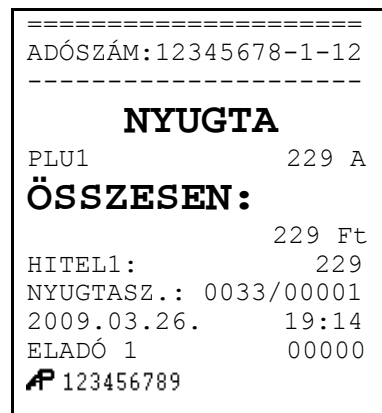 =====================
ADÓSZÁM:12345678-1-12
---------------------
NYUGTA
PLU1 229 A
ÖSSZESEN:
229 Ft
HITEL1: 229
NYUGTASZ.: 0033/00001
2009.03.26. 19:14
ELADÓ 1 00000
AP 123456789